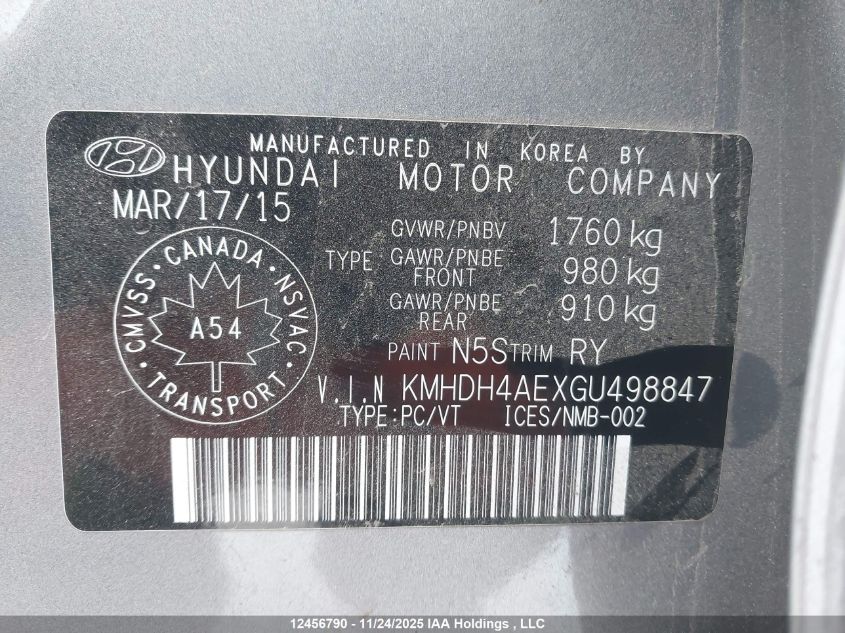 MANUFACTURED IN KOREA BY
HYUNDAI MOTOR COMPANY
MAR/17/15
GVWR/PNBV 1760 kg
TYPE GAWR/PNBE FRONT 980 kg
GAWR/PNBE REAR 910 kg
CANADA · NSVAC · TRANSPORT · CMVSS ·
A54
PAINT N5S TRIM RY
V.I.N KMHDH4AEXGU498847
TYPE:PC/VT ICES/NMB-002
12456790 - 11/24/2025 IAA Holdings , LLC